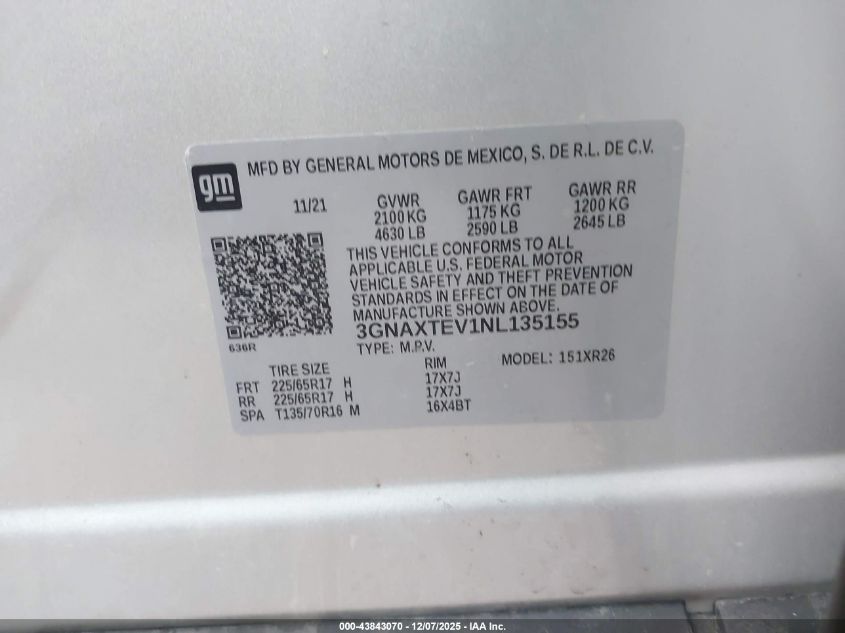 gm
MFD BY GENERAL MOTORS DE MEXICO, S. DE R.L. DE C.V.
11/21
GVWR GAWR FRT GAWR RR
2100 KG 1175 KG 1200 KG
4630 LB 2590 LB 2645 LB
THIS VEHICLE CONFORMS TO ALL
APPLICABLE U.S. FEDERAL MOTOR
VEHICLE SAFETY AND THEFT PREVENTION
STANDARDS IN EFFECT ON THE DATE OF
MANUFACTURE SHOWN ABOVE.
3GNAXTEV1NL135155
636R
TYPE: M.P.V. MODEL: 151XR26
TIRE SIZE RIM
FRT 225/65R17 H 17X7J
RR 225/65R17 H 17X7J
SPA T135/70R16 M 16X4BT
000-43843070 - 12/07/2025 - IAA Inc.